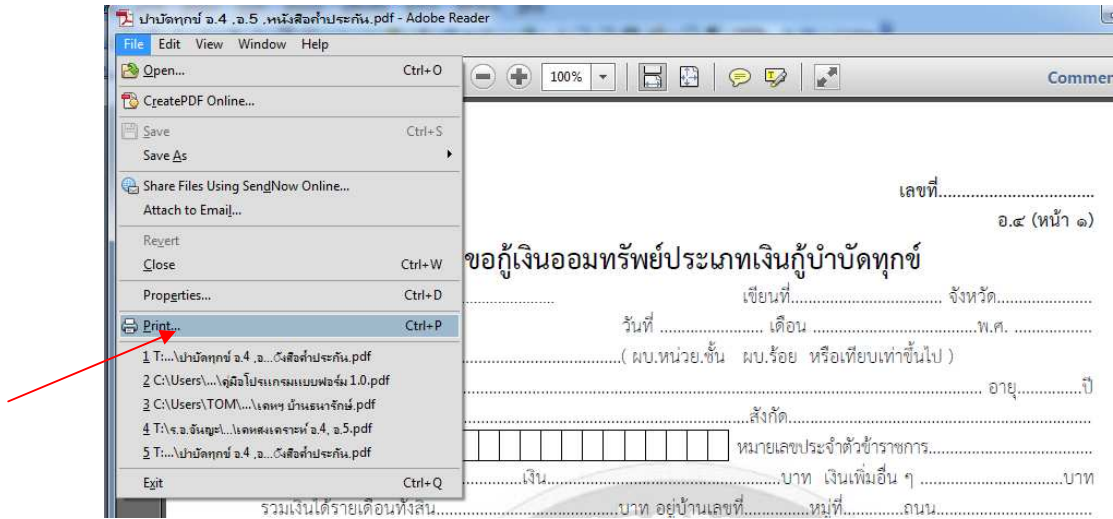 ปาบัดทุกข์ อ.4 ,อ.5 ,หนังสือค้ำประกัน.pdf - Adobe Reader
File Edit View Window Help
Open... Ctrl+O
100% Commen
CreatePDF Online...
Save Ctrl+S
Save As
Share Files Using SendNow Online...
เลขที่..................................
Attach to Email...
อ.๔ (หน้า ๑)
Revert
Close Ctrl+W
ขอกู้เงินออมทรัพย์ประเภทเงินกู้บำบัดทุกข์
Properties... Ctrl+D
เขียนที่................................. จังหวัด.....................
Print... Ctrl+P
วันที่ ....................... เดือน ....................................พ.ศ. .................
1 T:...\ปาบัดทุกข์ อ.4 ,อ...ังสือค้ำประกัน.pdf
...................................( ผบ.หน่วย.ชั้น ผบ.ร้อย หรือเทียบเท่าขึ้นไป )
2 C:\Users\...\คู่มือโปรแกรมแบบฟอร์ม 1.0.pdf
................................................................ อายุ.............ปี
3 C:\Users\TOM\...\เคหฯ บ้านธนารักษ์.pdf
................................สังกัด................................
4 T:\ร.อ.จันญะ\...\เคหสงเคราะห์ อ.4, อ.5.pdf
5 T:...\ปาบัดทุกข์ อ.4 ,อ...ังสือค้ำประกัน.pdf
หมายเลขประจำตัวข้าราชการ....................................
Exit Ctrl+Q
.............เงิน....................................................บาท เงินเพิ่มอื่น ๆ ................................บาท
รวมเงินได้รายเดือนทั้งสิ้น........................................บาท อยู่บ้านเลขที่..............หมู่ที่..............ถนน...................................